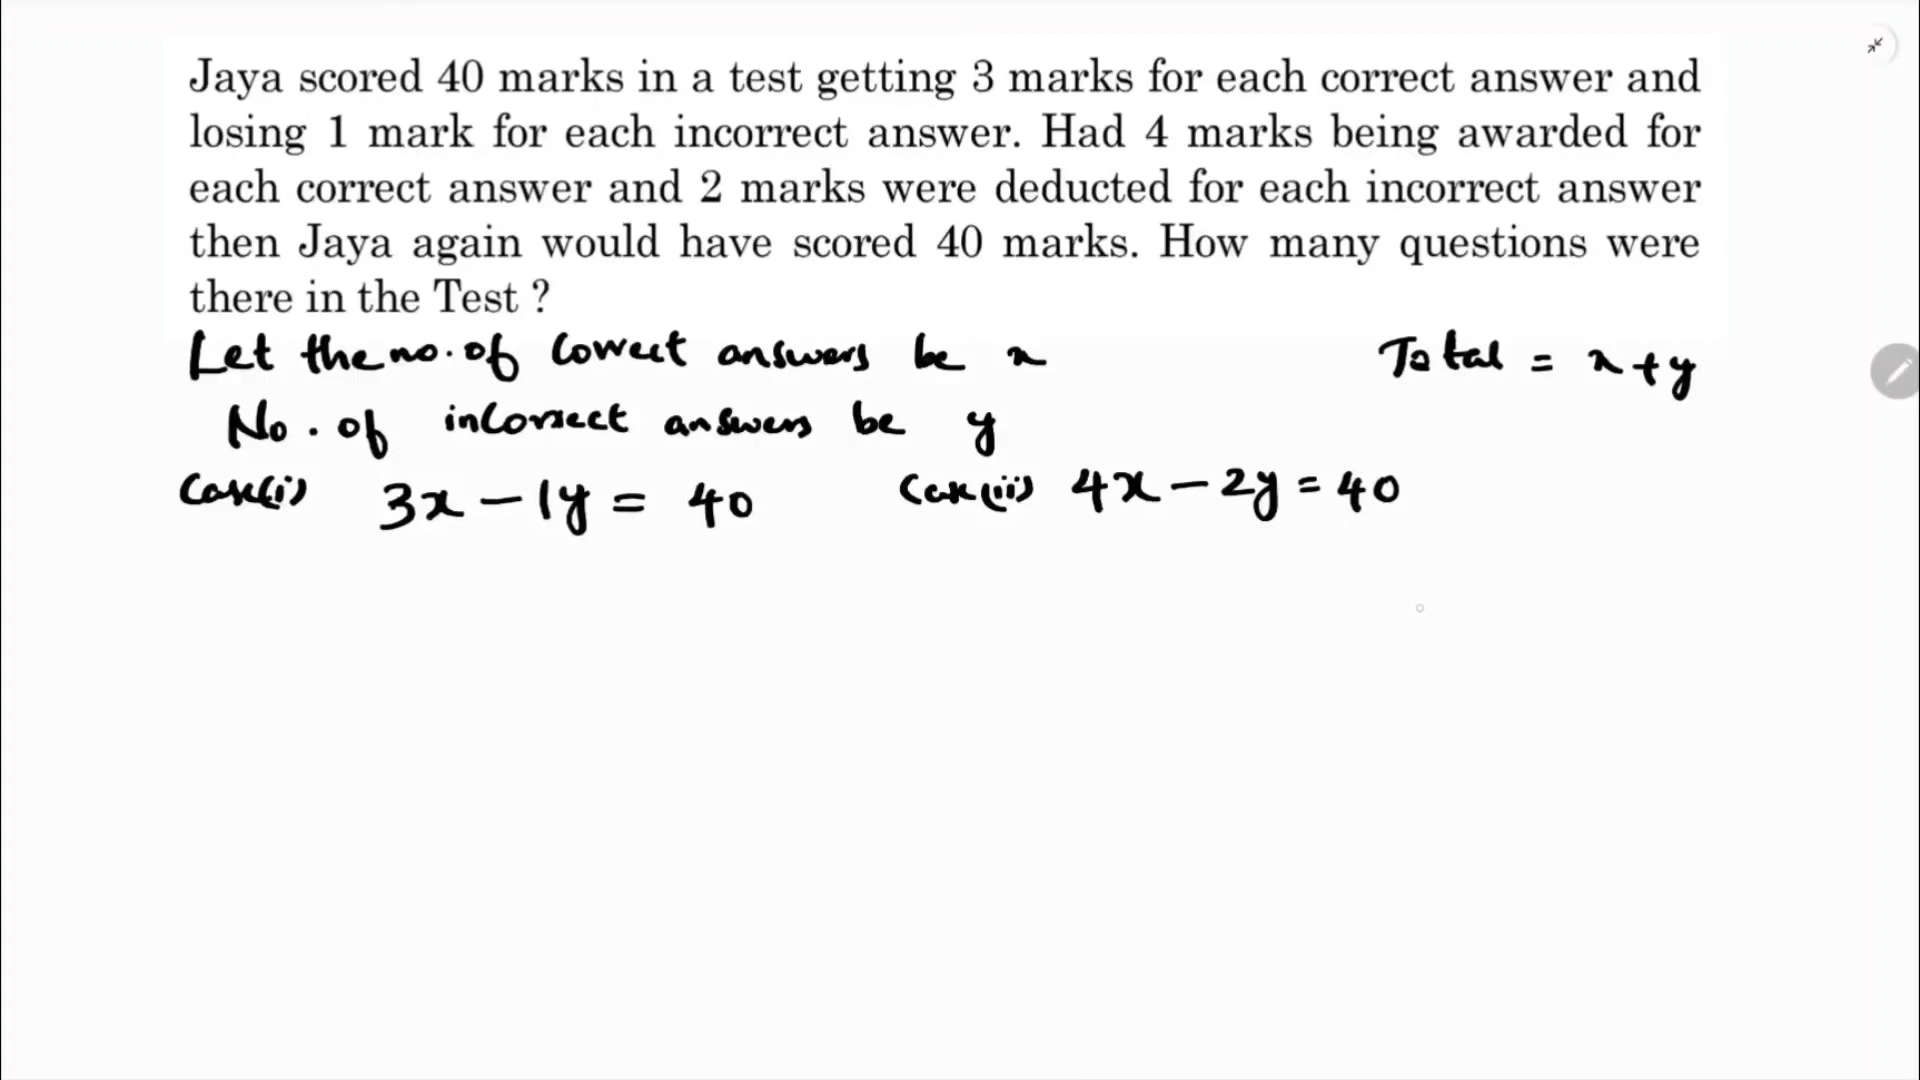 Jaya scored 40 marks in a test getting 3 marks for each correct answer and
losing 1 mark for each incorrect answer. Had 4 marks being awarded for
each correct answer and 2 marks were deducted for each incorrect answer
then Jaya again would have scored 40 marks. How many questions were
there in the Test ?
Let the no. of correct answers be x
Total = x + y
No. of incorrect answers be y
Case(i) 3x - 1y = 40
Case(ii) 4x - 2y = 40